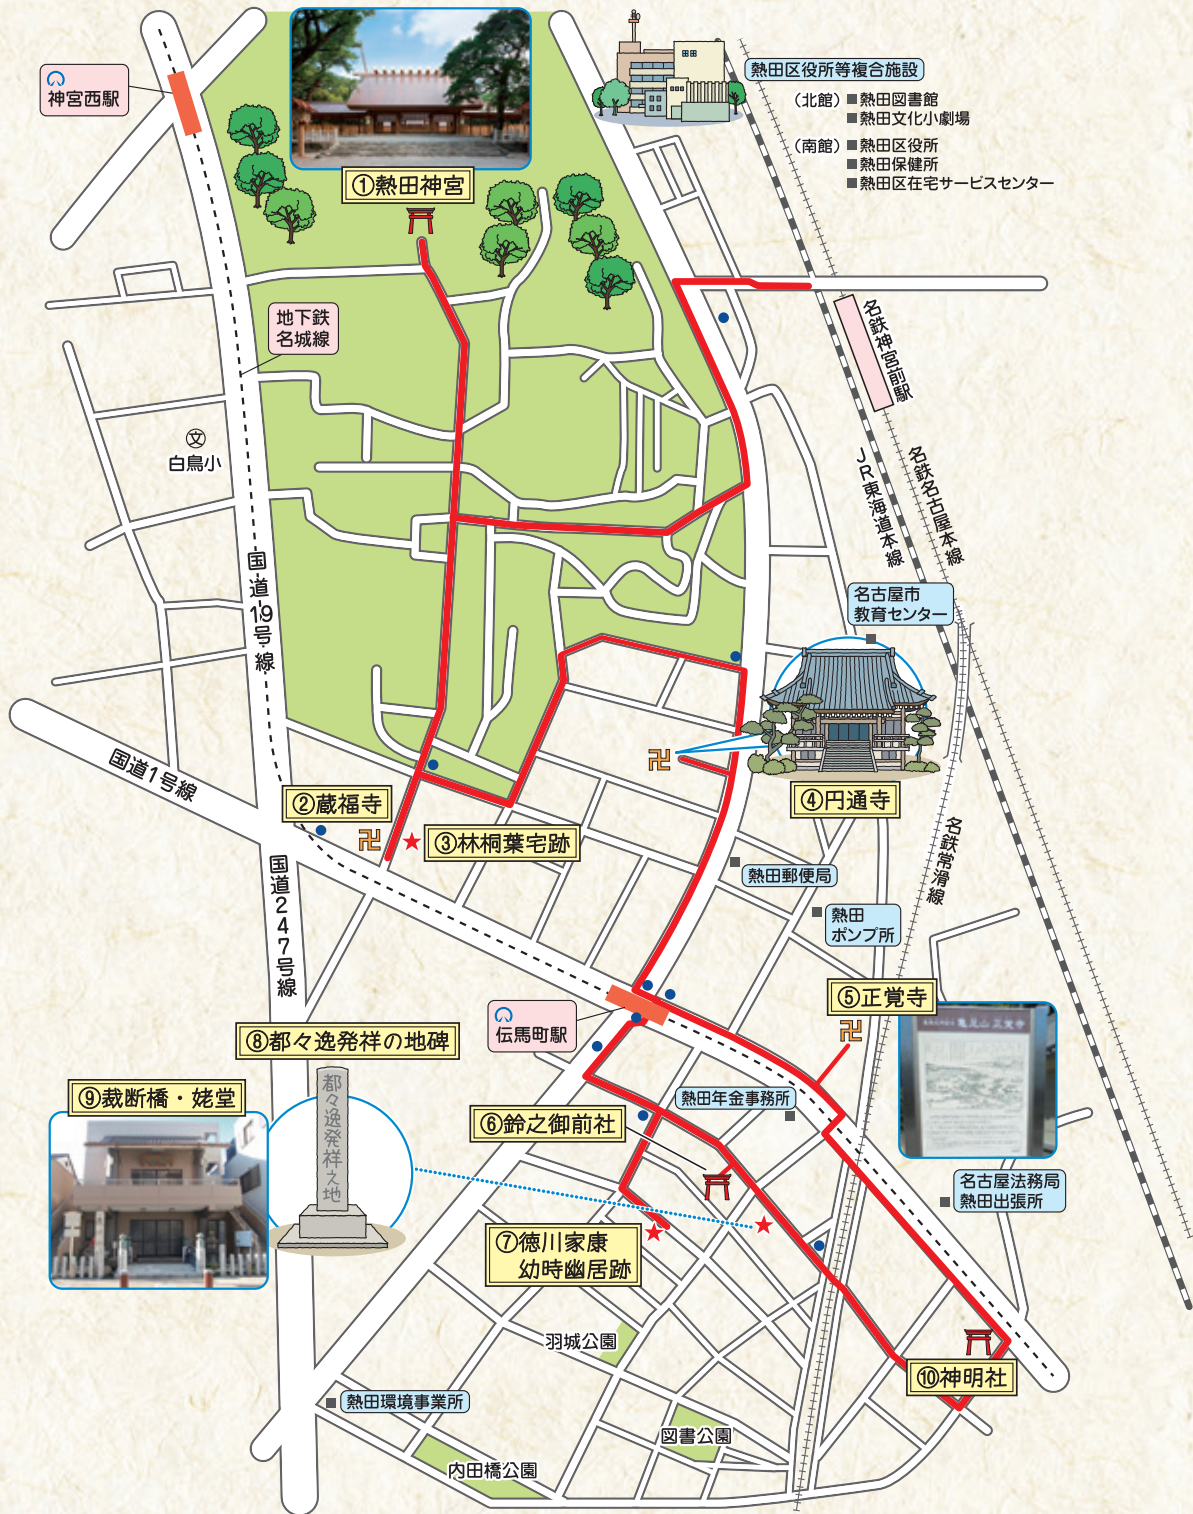 神宮西駅
①熱田神宮
熱田区役所等複合施設
(北館) ■熱田図書館
■熱田文化小劇場
(南館) ■熱田区役所
■熱田保健所
■熱田区在宅サービスセンター
地下鉄
名城線
名鉄神宮前駅
白鳥小
文
JR東海道本線
名鉄名古屋本線
国道19号線
名古屋市
教育センター
国道1号線
②蔵福寺
③林桐葉宅跡
④円通寺
名鉄常滑線
熱田郵便局
国道247号線
熱田
ポンプ所
⑤正覚寺
伝馬町駅
亀足山 正覚寺
⑧都々逸発祥の地碑
都々逸発祥之地
⑨裁断橋・姥堂
熱田年金事務所
⑥鈴之御前社
名古屋法務局
熱田出張所
⑦徳川家康
幼時幽居跡
羽城公園
⑩神明社
熱田環境事業所
図書公園
内田橋公園